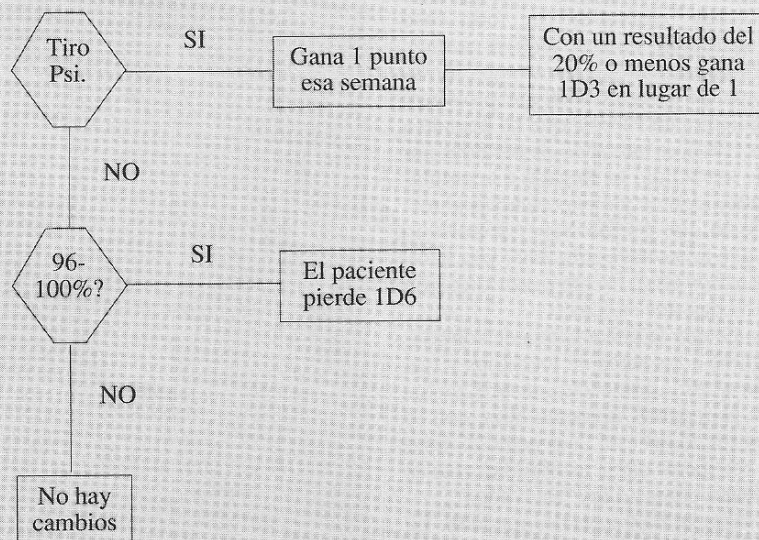 Tiro
Psi.
SI
Gana 1 punto
esa semana
Con un resultado del
20% o menos gana
1D3 en lugar de 1
NO
96-
100%?
SI
El paciente
pierde 1D6
NO
No hay
cambios